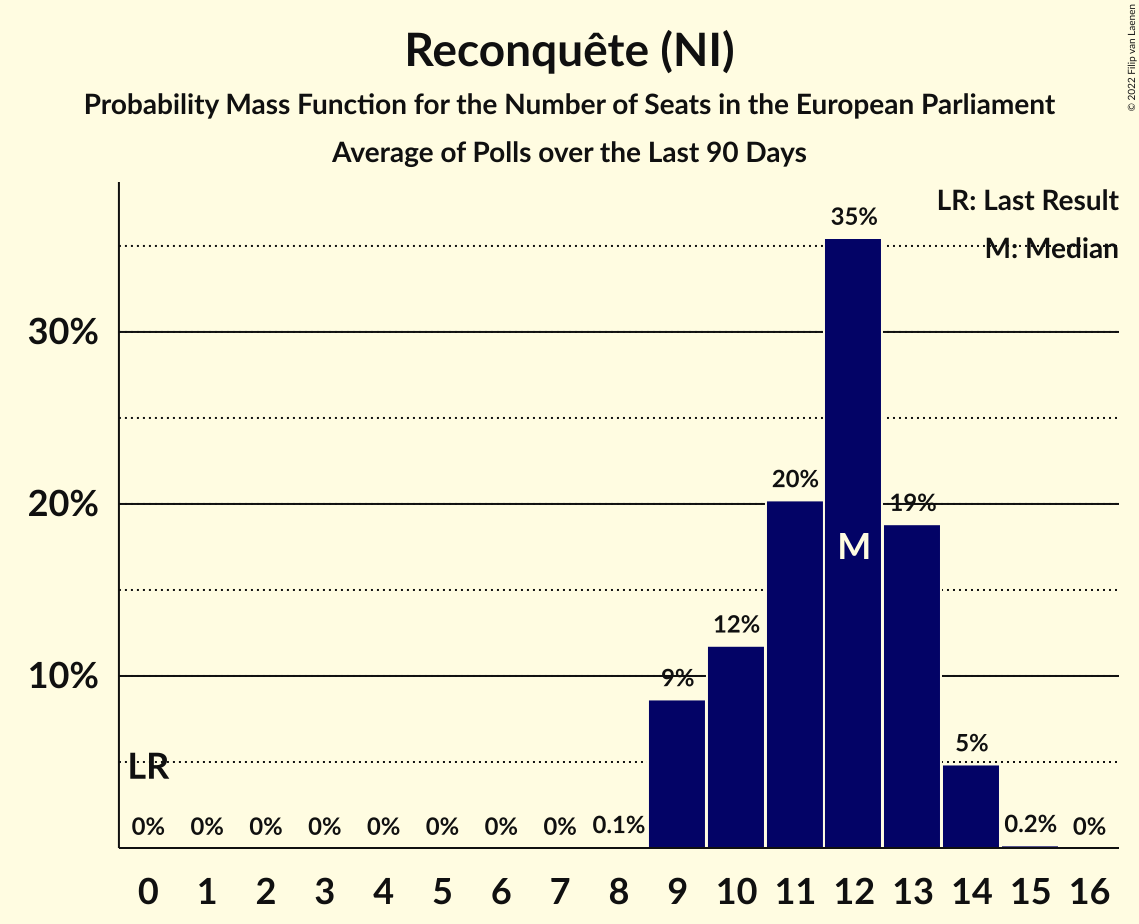 Reconquête (NI)
Probability Mass Function for the Number of Seats in the European Parliament
Average of Polls over the Last 90 Days
© 2022 Filip van Laenen
LR: Last Result
M: Median
30%
20%
10%
LR
M
0% 0% 0% 0% 0% 0% 0% 0% 0.1% 9% 12% 20% 35% 19% 5% 0.2% 0%
0 1 2 3 4 5 6 7 8 9 10 11 12 13 14 15 16